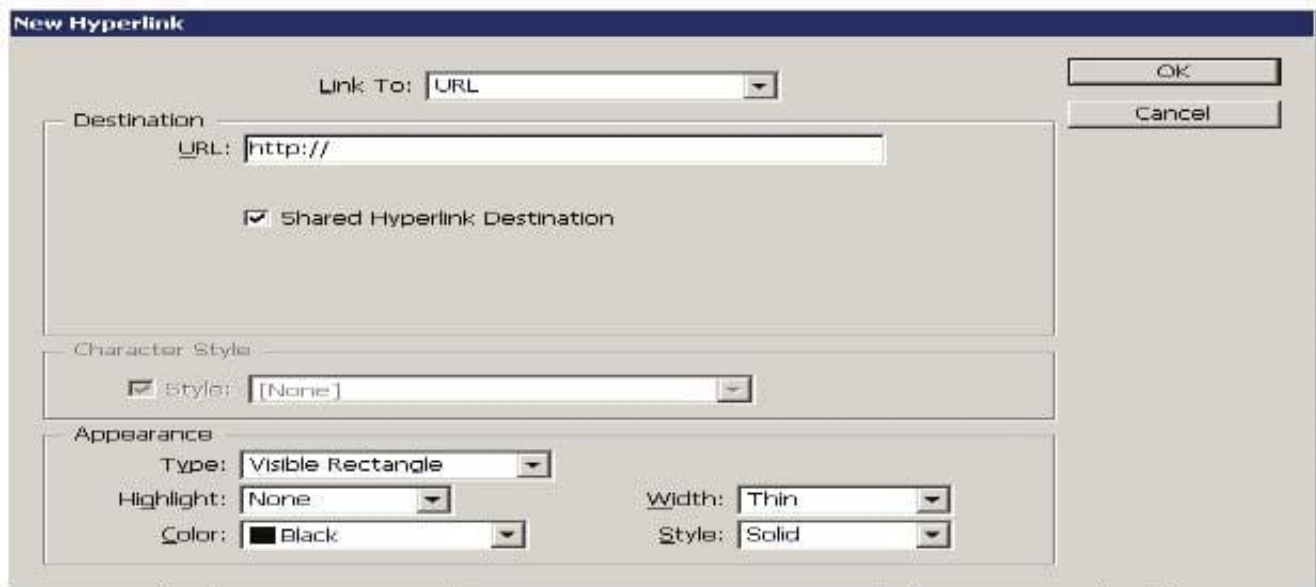 New Hyperlink
Link To: URL
OK
Cancel
Destination
URL: http://
Shared Hyperlink Destination
Character Style
Style: [None]
Appearance
Type: Visible Rectangle
Highlight: None
Width: Thin
Color: Black
Style: Solid